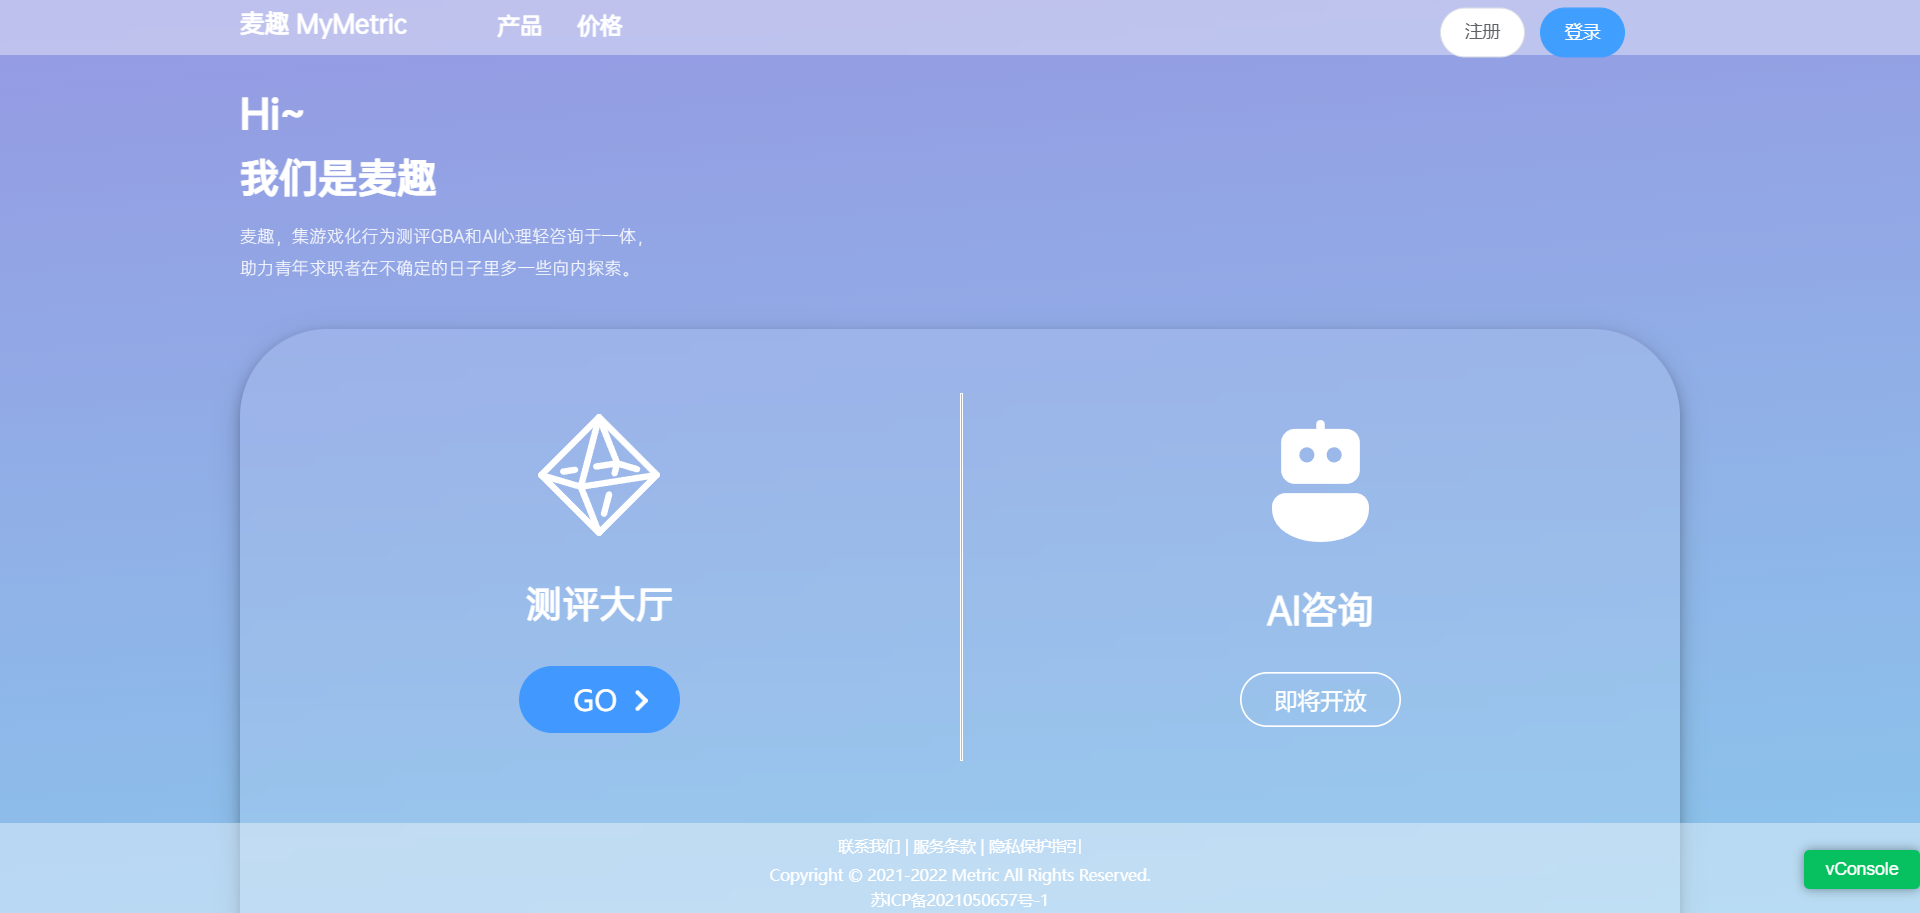 麦趣 MyMetric 产品 价格 注册 登录
Hi~
我们是麦趣
麦趣，集游戏化行为测评GBA和AI心理轻咨询于一体，
助力青年求职者在不确定的日子里多一些向内探索。
测评大厅
GO
AI咨询
即将开放
联系我们 | 服务条款 | 隐私保护指引
Copyright © 2021-2022 Metric All Rights Reserved.
苏ICP备2021050657号-1
vConsole